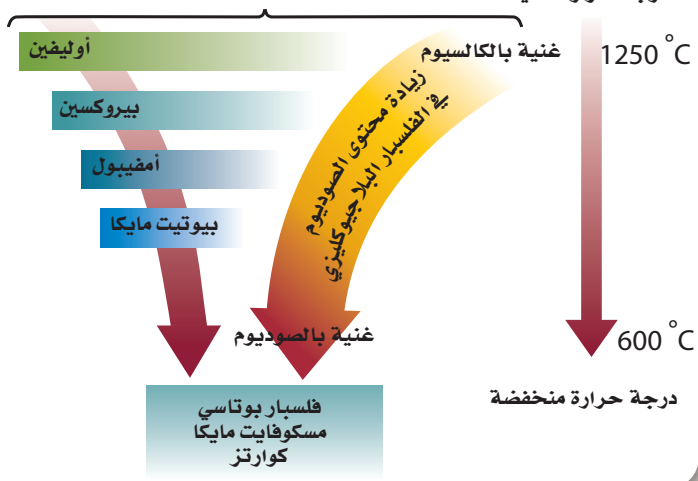 1250 °C
غنية بالكالسيوم
أوليفين
زيادة محتوى الصوديوم
في الفلسبار البلاجيوكليزي
بيروكسين
أمفيبول
بيوتيت مايكا
غنية بالصوديوم
600 °C
درجة حرارة منخفضة
فلسبار بوتاسي
مسكوفايت مايكا
كوارتز